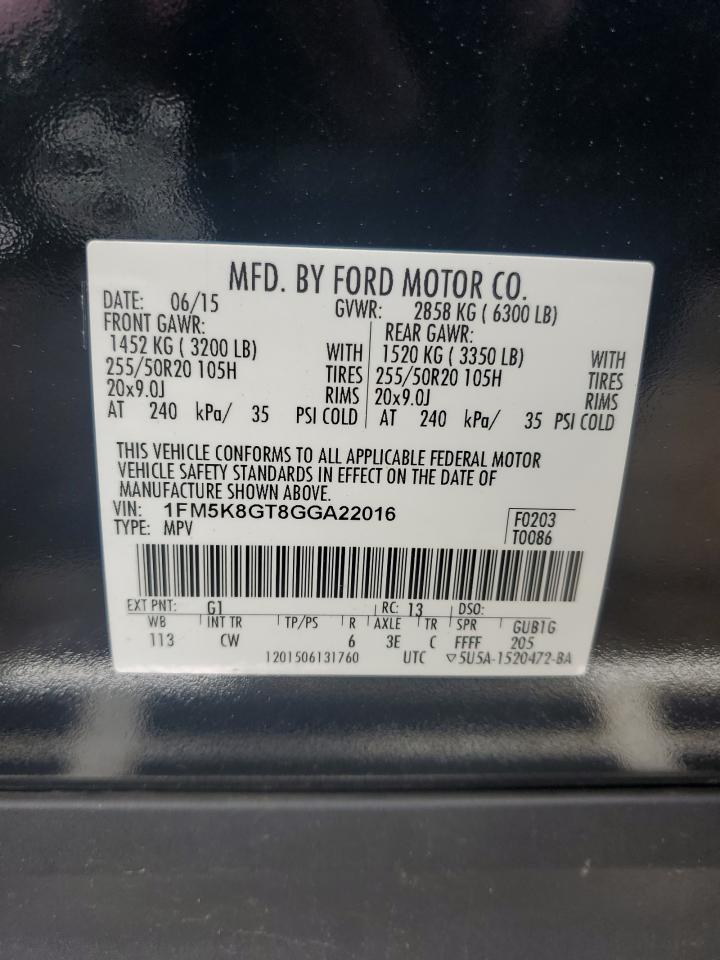 MFD. BY FORD MOTOR CO.
DATE: 06/15 GVWR: 2858 KG ( 6300 LB)
FRONT GAWR: REAR GAWR:
1452 KG ( 3200 LB) WITH 1520 KG ( 3350 LB) WITH
255/50R20 105H TIRES 255/50R20 105H TIRES
20x9.0J RIMS 20x9.0J RIMS
AT 240 kPa/ 35 PSI COLD AT 240 kPa/ 35 PSI COLD
THIS VEHICLE CONFORMS TO ALL APPLICABLE FEDERAL MOTOR
VEHICLE SAFETY STANDARDS IN EFFECT ON THE DATE OF
MANUFACTURE SHOWN ABOVE.
VIN: 1FM5K8GT8GGA22016 F0203
TYPE: MPV T0086
EXT PNT: G1 RC: 13 DSO:
WB INT TR TP/PS R AXLE TR SPR GUB1G
113 CW 6 3E C FFFF 205
1201506131760 UTC ▽5U5A-1520472-BA